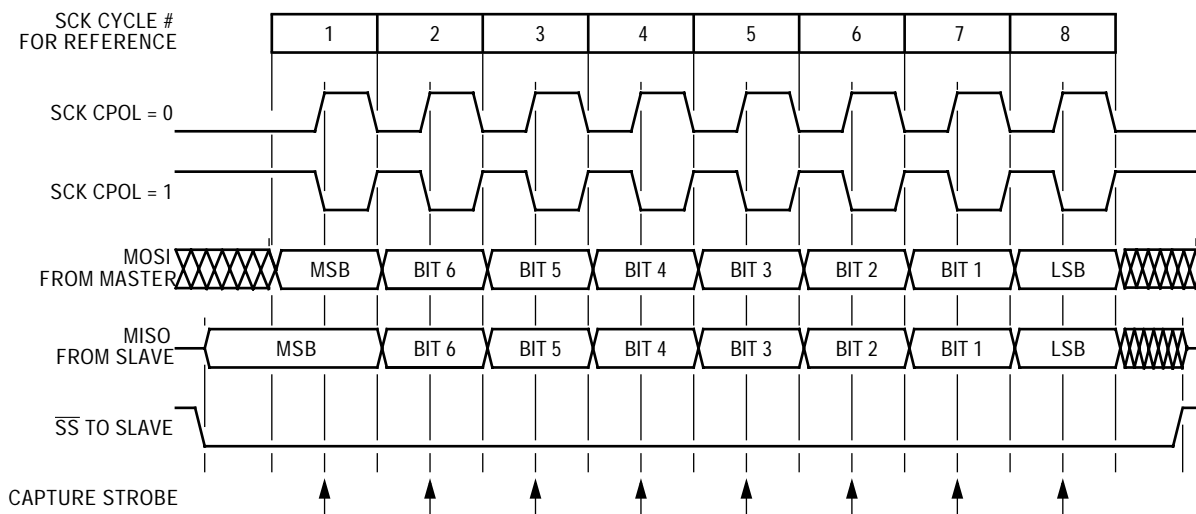 SCK CYCLE #
FOR REFERENCE
1 2 3 4 5 6 7 8
SCK CPOL = 0
SCK CPOL = 1
MOSI
FROM MASTER
MSB BIT 6 BIT 5 BIT 4 BIT 3 BIT 2 BIT 1 LSB
MISO
FROM SLAVE
MSB BIT 6 BIT 5 BIT 4 BIT 3 BIT 2 BIT 1 LSB
S̅S̅ TO SLAVE
CAPTURE STROBE